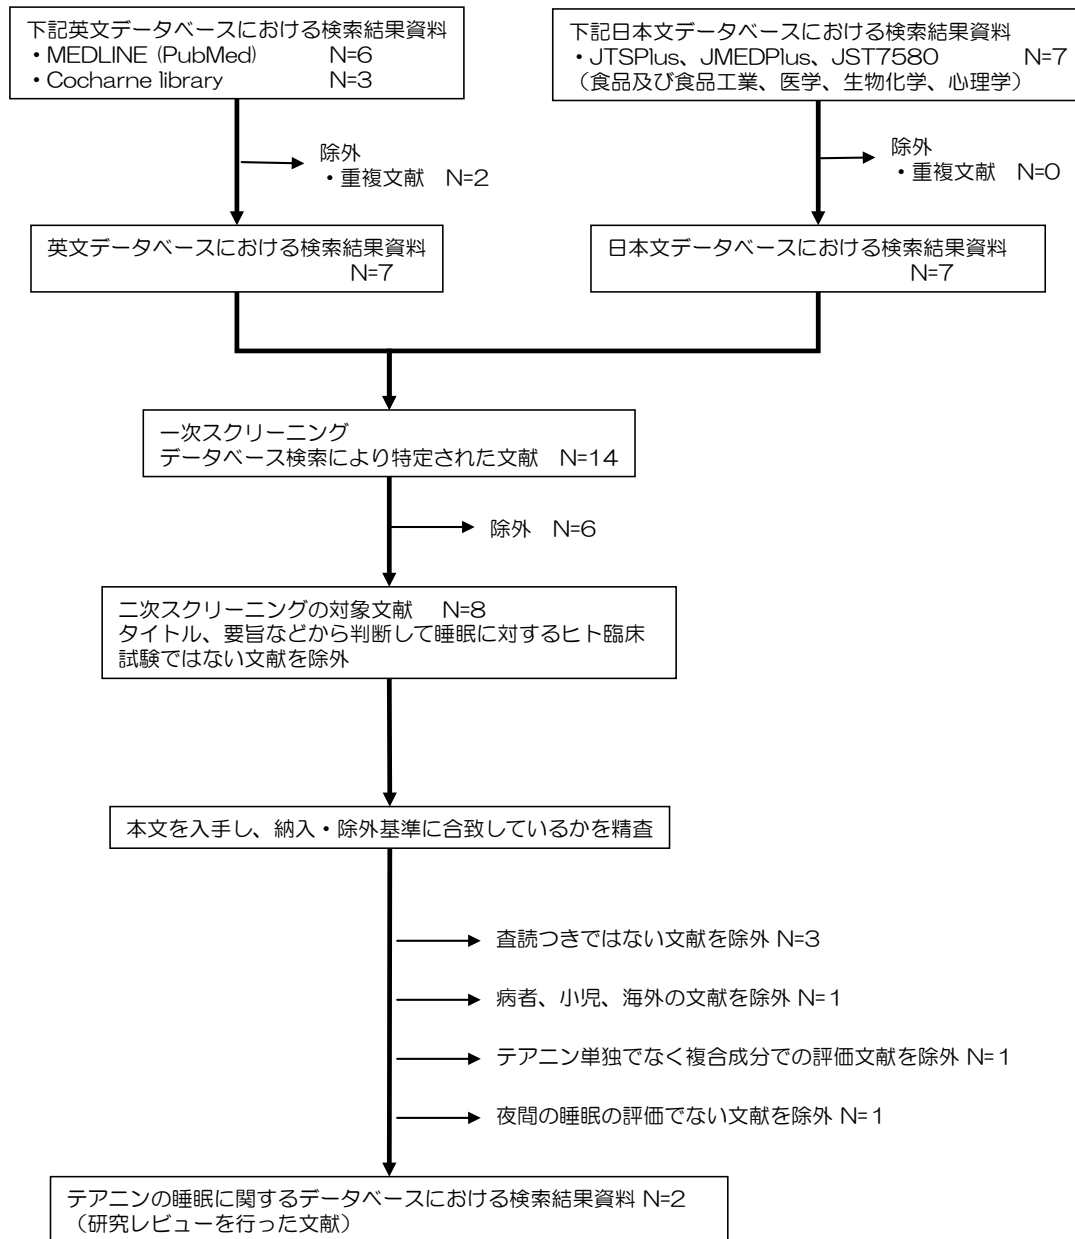 下記英文データベースにおける検索結果資料
・MEDLINE (PubMed) N=6
・Cocharne library N=3
下記日本文データベースにおける検索結果資料
・JTSPlus、JMEDPlus、JST7580 N=7
（食品及び食品工業、医学、生物化学、心理学）
除外
・重複文献 N=2
除外
・重複文献 N=0
英文データベースにおける検索結果資料
N=7
日本文データベースにおける検索結果資料
N=7
一次スクリーニング
データベース検索により特定された文献 N=14
除外 N=6
二次スクリーニングの対象文献 N=8
タイトル、要旨などから判断して睡眠に対するヒト臨床
試験ではない文献を除外
本文を入手し、納入・除外基準に合致しているかを精査
査読つきではない文献を除外 N=3
病者、小児、海外の文献を除外 N=1
テアニン単独でなく複合成分での評価文献を除外 N=1
夜間の睡眠の評価でない文献を除外 N=1
テアニンの睡眠に関するデータベースにおける検索結果資料 N=2
（研究レビューを行った文献）